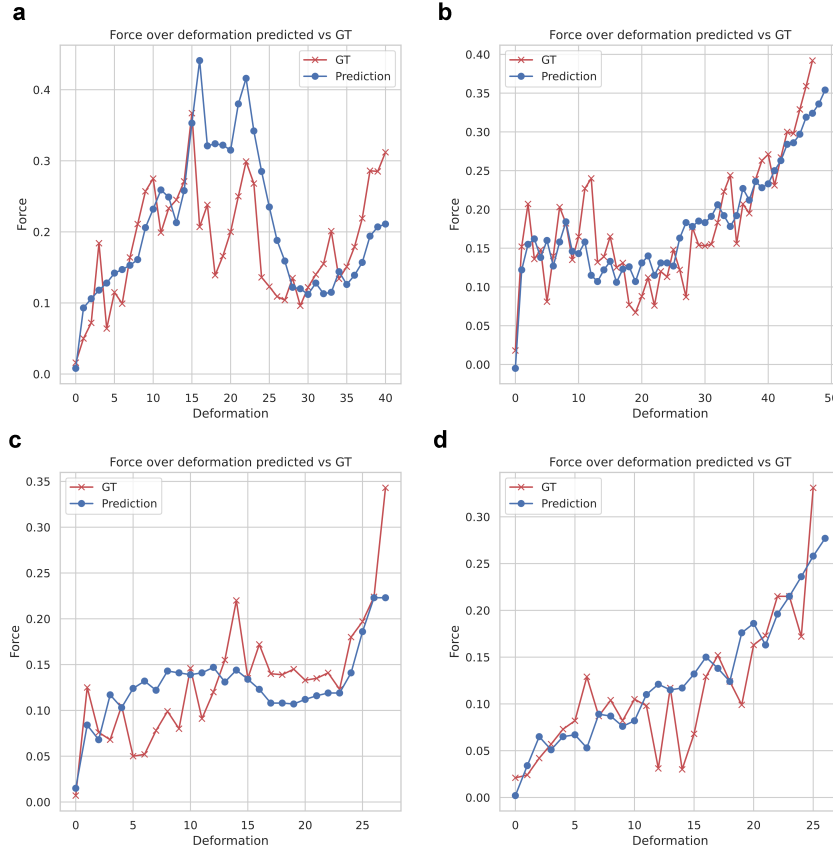 a
Force over deformation predicted vs GT
GT
Prediction
Force
0.4
0.3
0.2
0.1
0.0
0 5 10 15 20 25 30 35 40
Deformation
b
Force over deformation predicted vs GT
GT
Prediction
Force
0.40
0.35
0.30
0.25
0.20
0.15
0.10
0.05
0.00
0 10 20 30 40 50
Deformation
c
Force over deformation predicted vs GT
GT
Prediction
Force
0.35
0.30
0.25
0.20
0.15
0.10
0.05
0.00
0 5 10 15 20 25
Deformation
d
Force over deformation predicted vs GT
GT
Prediction
Force
0.30
0.25
0.20
0.15
0.10
0.05
0.00
0 5 10 15 20 25
Deformation